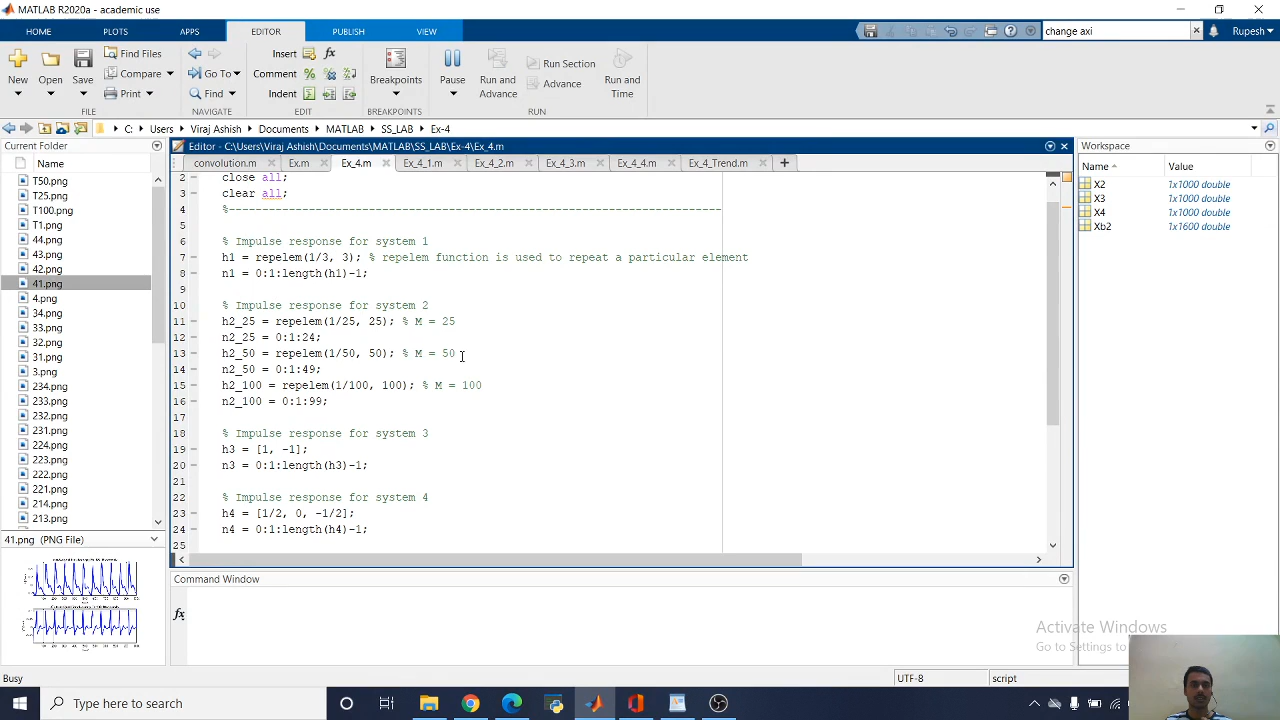 MATLAB R2020a - academic use
HOME PLOTS APPS EDITOR PUBLISH VIEW
change axi
Rupesh
New Open Save
Find Files
Compare
Print
Go To
Find
Insert fx
Comment
Indent
Breakpoints
Pause
Run and Advance
Run Section
Advance
Run and Time
FILE NAVIGATE EDIT BREAKPOINTS RUN
C: Users Viraj Ashish Documents MATLAB SS_LAB Ex-4
Current Folder
Name
T50.png
T25.png
T100.png
T1.png
44.png
43.png
42.png
41.png
4.png
34.png
33.png
32.png
31.png
3.png
234.png
233.png
232.png
231.png
224.png
223.png
222.png
221.png
214.png
213.png
41.png (PNG File)
Editor - C:\Users\Viraj Ashish\Documents\MATLAB\SS_LAB\Ex-4\Ex_4.m
convolution.m Ex.m Ex_4.m Ex_4_1.m Ex_4_2.m Ex_4_3.m Ex_4_4.m Ex_4_Trend.m
2 close all;
3 clear all;
4 %--------------------------------------------------------------------------
5
6 % Impulse response for system 1
7 h1 = repelem(1/3, 3); % repelem function is used to repeat a particular element
8 n1 = 0:1:length(h1)-1;
9
10 % Impulse response for system 2
11 h2_25 = repelem(1/25, 25); % M = 25
12 n2_25 = 0:1:24;
13 h2_50 = repelem(1/50, 50); % M = 50
14 n2_50 = 0:1:49;
15 h2_100 = repelem(1/100, 100); % M = 100
16 n2_100 = 0:1:99;
17
18 % Impulse response for system 3
19 h3 = [1, -1];
20 n3 = 0:1:length(h3)-1;
21
22 % Impulse response for system 4
23 h4 = [1/2, 0, -1/2];
24 n4 = 0:1:length(h4)-1;
25
Command Window
fx
Workspace
Name Value
X2 1x1000 double
X3 1x1000 double
X4 1x1000 double
Xb2 1x1600 double
Activate Windows
Go to Settings to
Busy
UTF-8 script
Type here to search